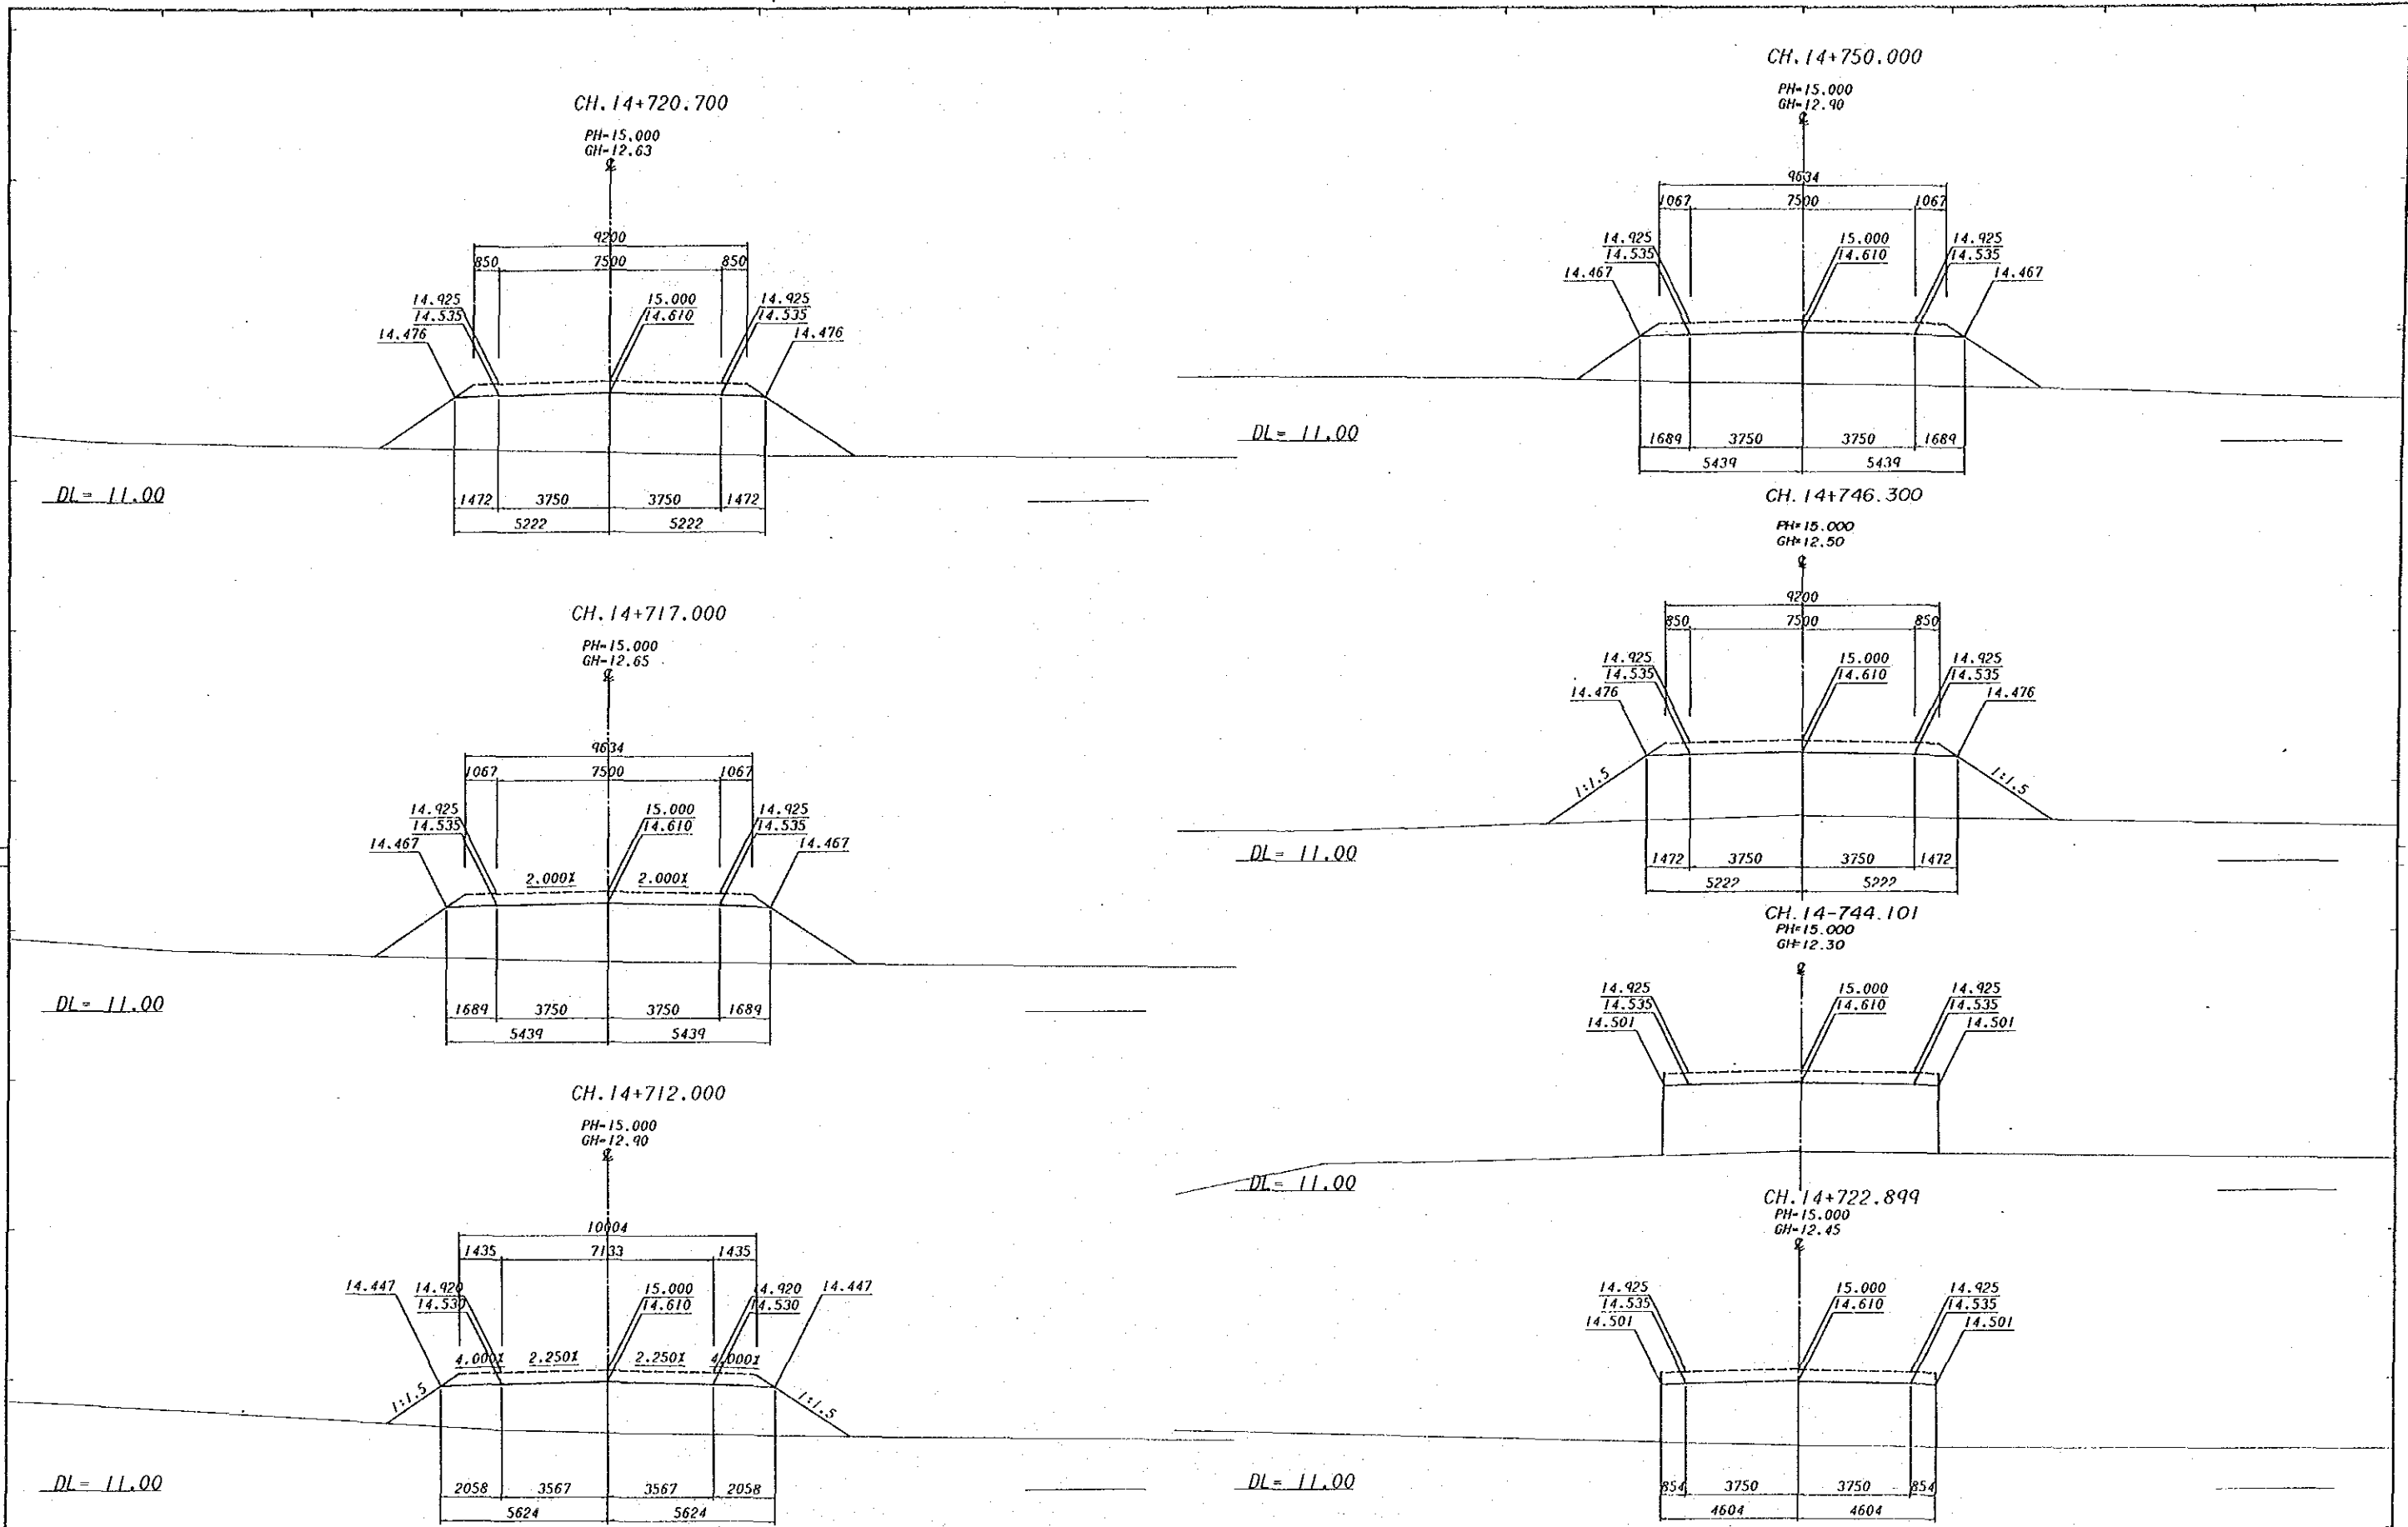 CH.14+720.700
PH=15.000
GH=12.63
9200
850 7500 850
14.925 15.000 14.925
14.535 14.610 14.535
14.476 14.476
DL= 11.00
1472 3750 3750 1472
5222 5222
CH.14+717.000
PH=15.000
GH=12.65
9634
1067 7500 1067
14.925 15.000 14.925
14.535 14.610 14.535
14.467 14.467
2.000% 2.000%
DL= 11.00
1689 3750 3750 1689
5439 5439
CH.14+712.000
PH=15.000
GH=12.90
10004
1435 7133 1435
14.447 14.920 15.000 14.920 14.447
14.530 14.610 14.530
4.000% 2.250% 2.250% 4.000%
1:1.5 1:1.5
DL= 11.00
2058 3567 3567 2058
5624 5624
CH.14+750.000
PH=15.000
GH=12.90
9634
1067 7500 1067
14.925 15.000 14.925
14.535 14.610 14.535
14.467 14.467
DL= 11.00
1689 3750 3750 1689
5439 5439
CH.14+746.300
PH=15.000
GH=12.50
9200
850 7500 850
14.925 15.000 14.925
14.535 14.610 14.535
14.476 14.476
1:1.5 1:1.5
DL= 11.00
1472 3750 3750 1472
5222 5222
CH.14-744.101
PH=15.000
GH=12.30
14.925 15.000 14.925
14.535 14.610 14.535
14.501 14.501
DL= 11.00
CH.14+722.899
PH=15.000
GH=12.45
14.925 15.000 14.925
14.535 14.610 14.535
14.501 14.501
DL= 11.00
854 3750 3750 854
4604 4604